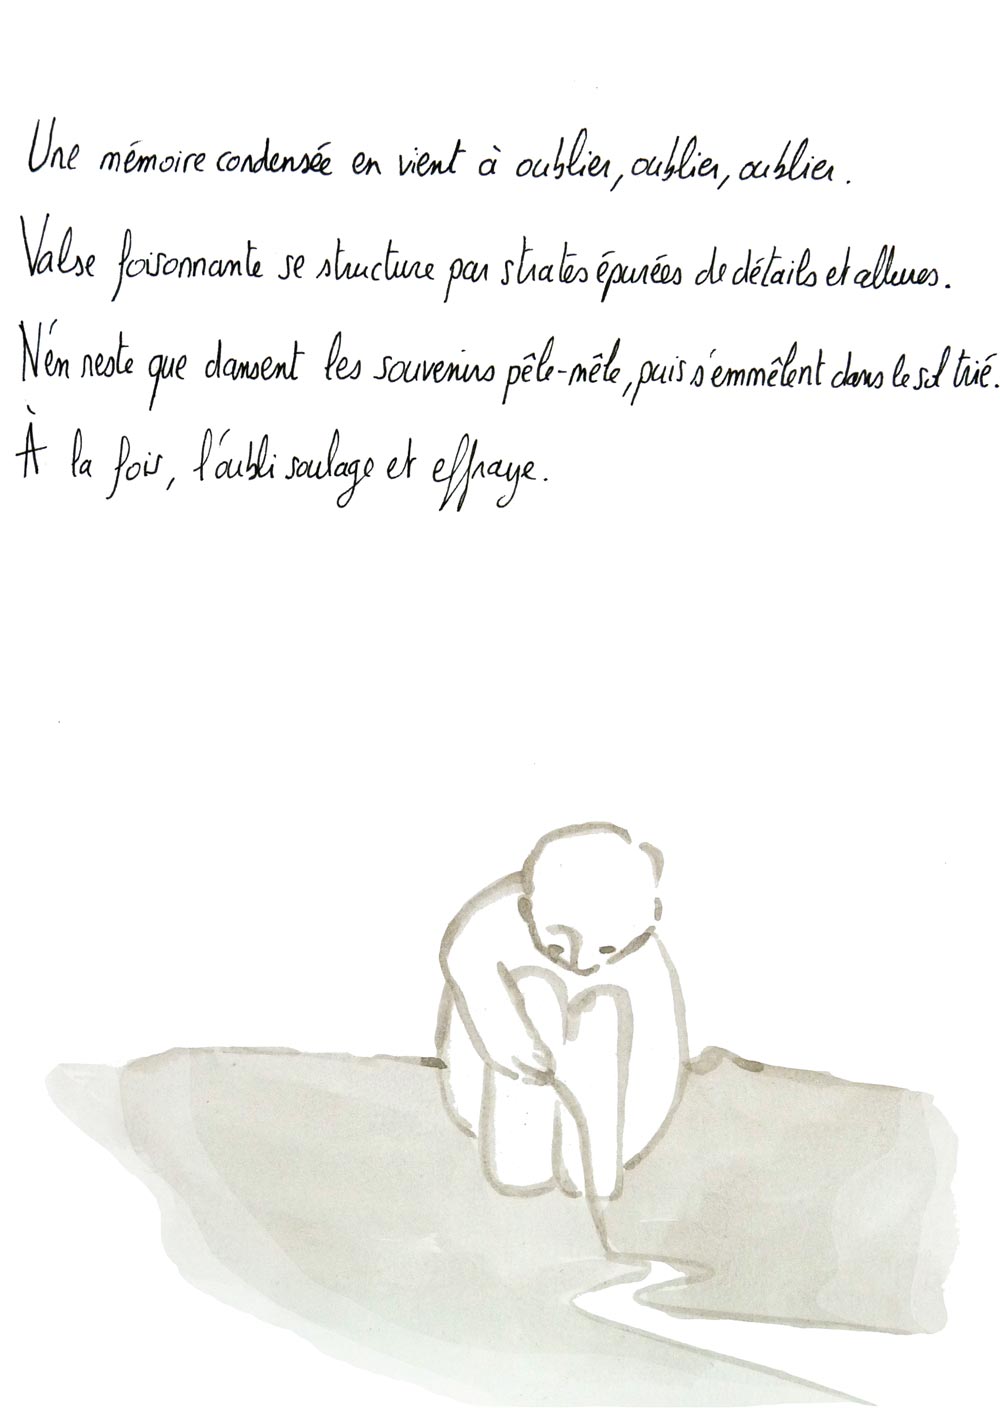 Une mémoire condensée en vient à oublier, oublier, oublier.
Valse foisonnante se structure par strates épurées de détails et allures.
N'en reste que dansent les souvenirs pêle-mêle, puis s'emmêlent dans le sol trié.
À la fois, l'oubli soulage et effraye.